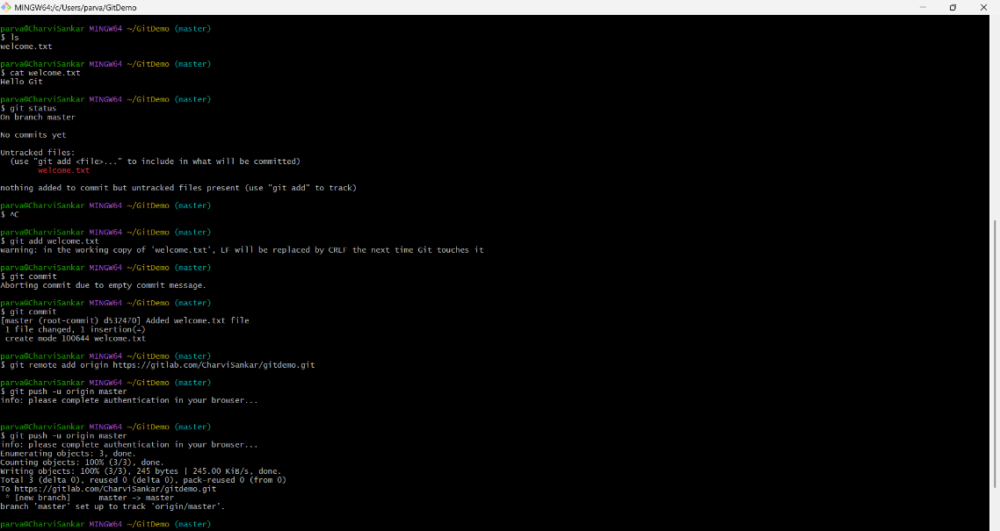 MINGW64:/c/Users/parva/GitDemo
parva@CharviSankar MINGW64 ~/GitDemo (master)
$ ls
welcome.txt
parva@CharviSankar MINGW64 ~/GitDemo (master)
$ cat welcome.txt
Hello Git
parva@CharviSankar MINGW64 ~/GitDemo (master)
$ git status
On branch master
No commits yet
Untracked files:
(use "git add <file>..." to include in what will be committed)
welcome.txt
nothing added to commit but untracked files present (use "git add" to track)
parva@CharviSankar MINGW64 ~/GitDemo (master)
$ ^C
parva@CharviSankar MINGW64 ~/GitDemo (master)
$ git add welcome.txt
warning: in the working copy of 'welcome.txt', LF will be replaced by CRLF the next time Git touches it
parva@CharviSankar MINGW64 ~/GitDemo (master)
$ git commit
Aborting commit due to empty commit message.
parva@CharviSankar MINGW64 ~/GitDemo (master)
$ git commit
[master (root-commit) d532470] Added welcome.txt file
1 file changed, 1 insertion(+)
create mode 100644 welcome.txt
parva@CharviSankar MINGW64 ~/GitDemo (master)
$ git remote add origin https://gitlab.com/CharviSankar/gitdemo.git
parva@CharviSankar MINGW64 ~/GitDemo (master)
$ git push -u origin master
info: please complete authentication in your browser...
parva@CharviSankar MINGW64 ~/GitDemo (master)
$ git push -u origin master
info: please complete authentication in your browser...
Enumerating objects: 3, done.
Counting objects: 100% (3/3), done.
Writing objects: 100% (3/3), 245 bytes | 245.00 KiB/s, done.
Total 3 (delta 0), reused 0 (delta 0), pack-reused 0 (from 0)
To https://gitlab.com/CharviSankar/gitdemo.git
* [new branch]      master -> master
branch 'master' set up to track 'origin/master'.
parva@CharviSankar MINGW64 ~/GitDemo (master)